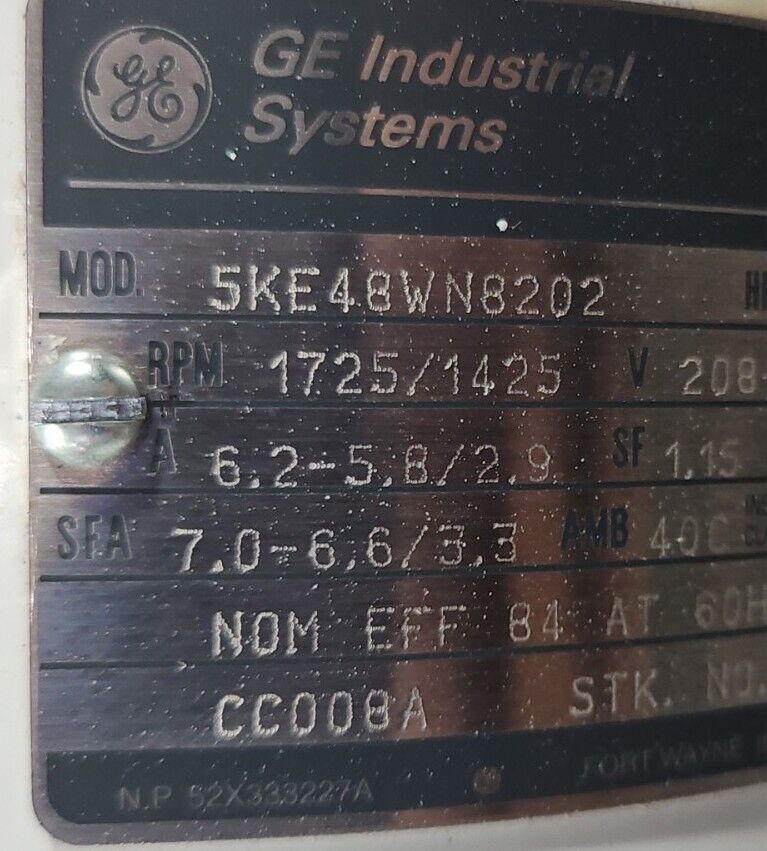 GE
GE Industrial
Systems
MOD. 5KE48WN8202
RPM 1725/1425 V 208-
A 6.2-5.8/2.9 SF 1.15
SFA 7.0-6.6/3.3 AMB 40C
NOM EFF 84 AT 60H
CC008A STK. NO.
N.P 52X333227A FORT WAYNE